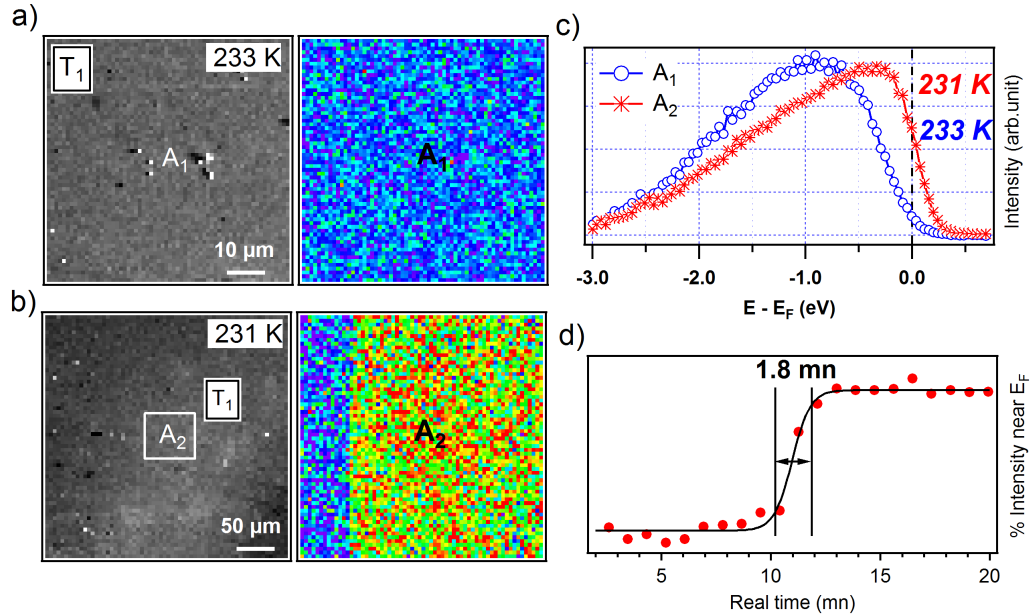 a)
T₁
233 K
A₁
10 µm
A₁
b)
231 K
T₁
A₂
50 µm
A₂
c)
A₁
A₂
231 K
233 K
Intensity (arb.unit)
-3.0 -2.0 -1.0 0.0
E - E_F (eV)
d)
1.8 mn
% Intensity near E_F
5 10 15 20
Real time (mn)